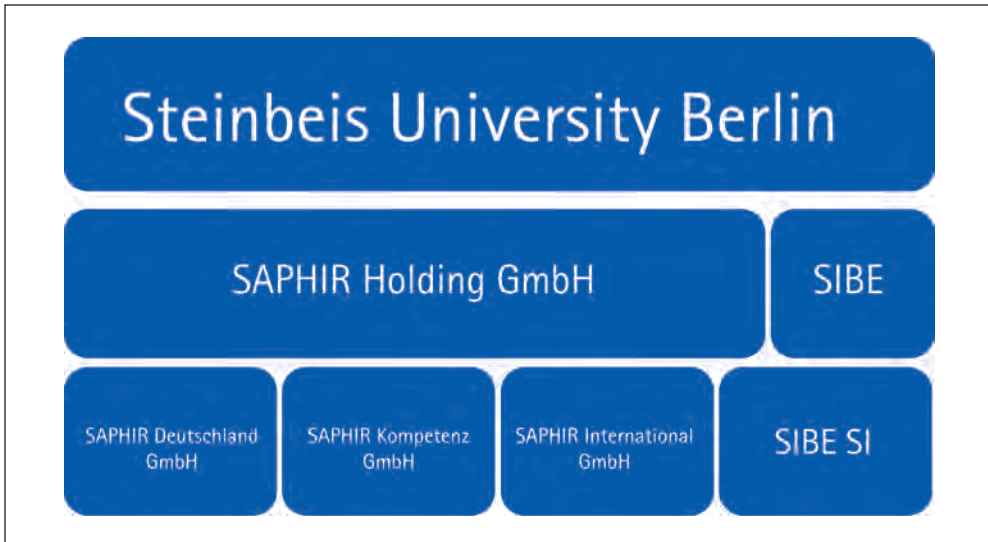 Steinbeis University Berlin
SAPHIR Holding GmbH
SIBE
SAPHIR Deutschland
GmbH
SAPHIR Kompetenz
GmbH
SAPHIR International
GmbH
SIBE SI